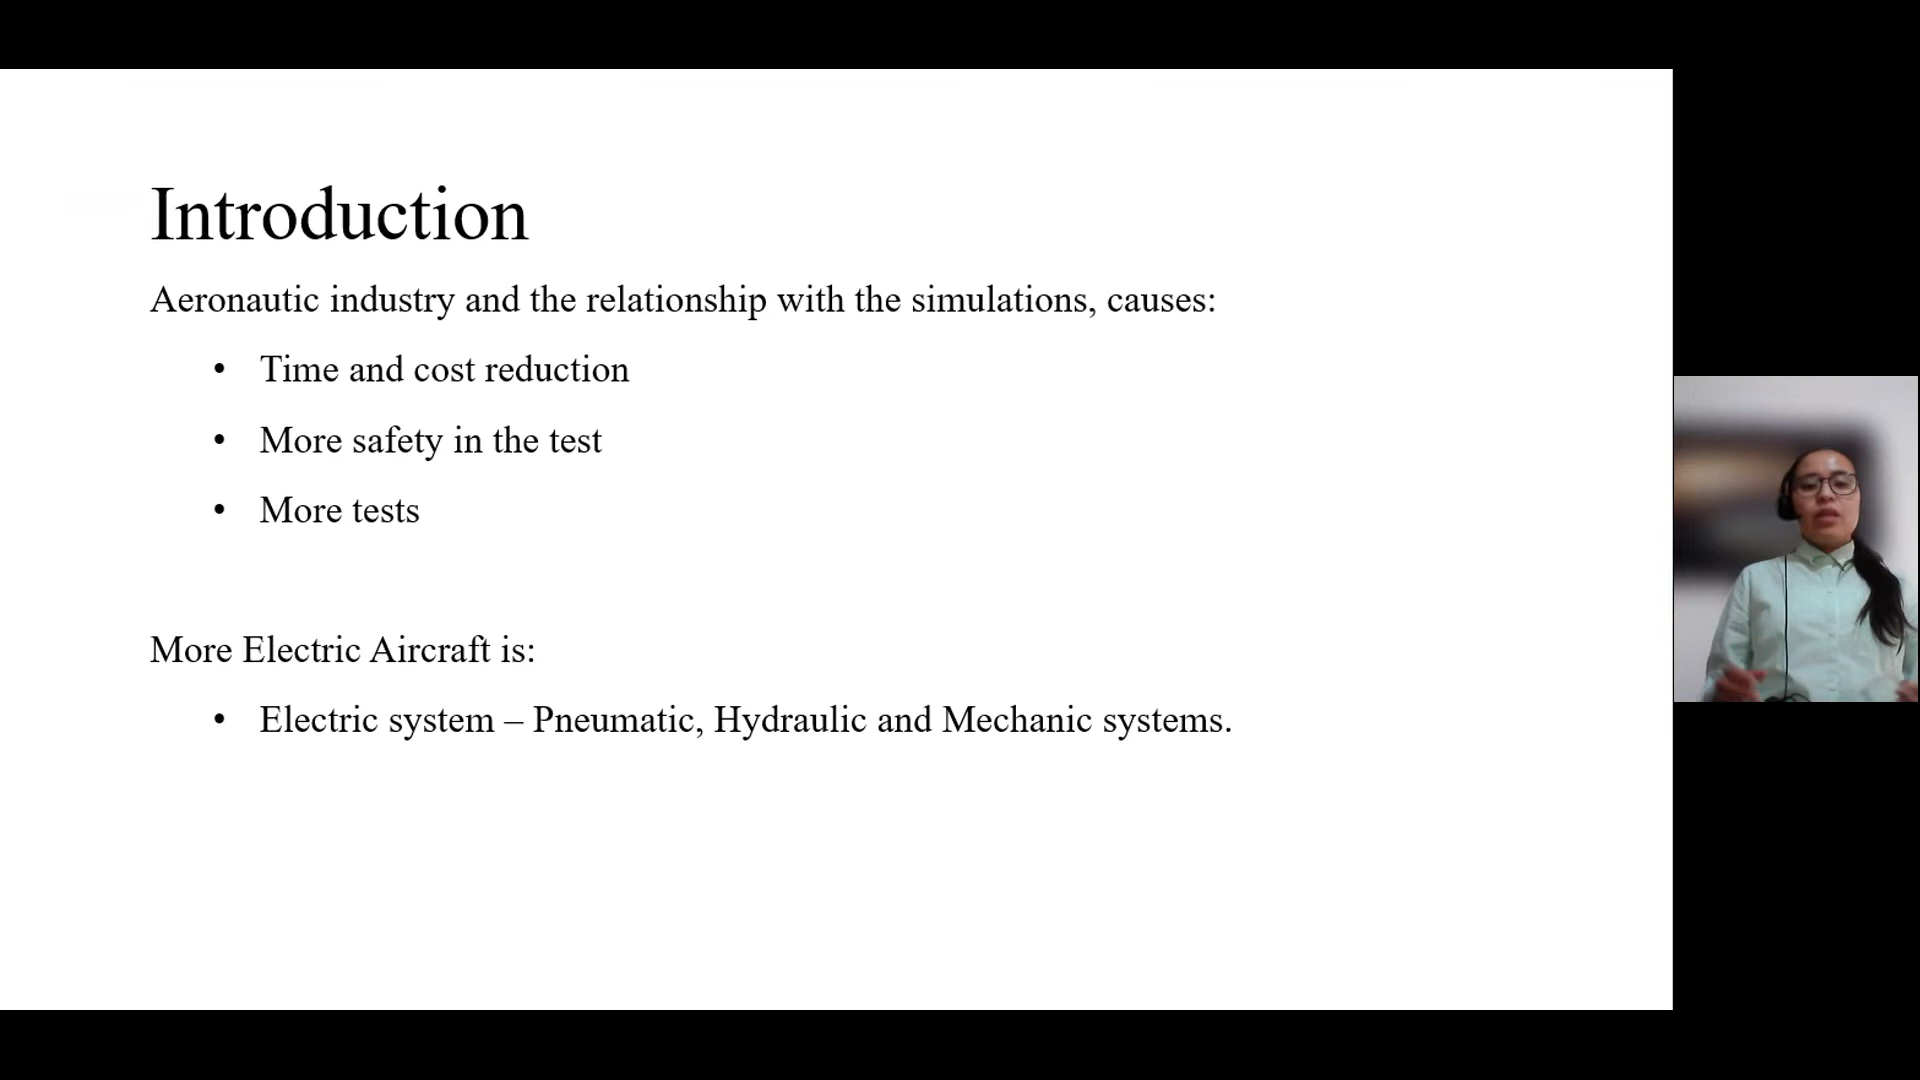 Introduction
Aeronautic industry and the relationship with the simulations, causes:
• Time and cost reduction
• More safety in the test
• More tests
More Electric Aircraft is:
• Electric system – Pneumatic, Hydraulic and Mechanic systems.